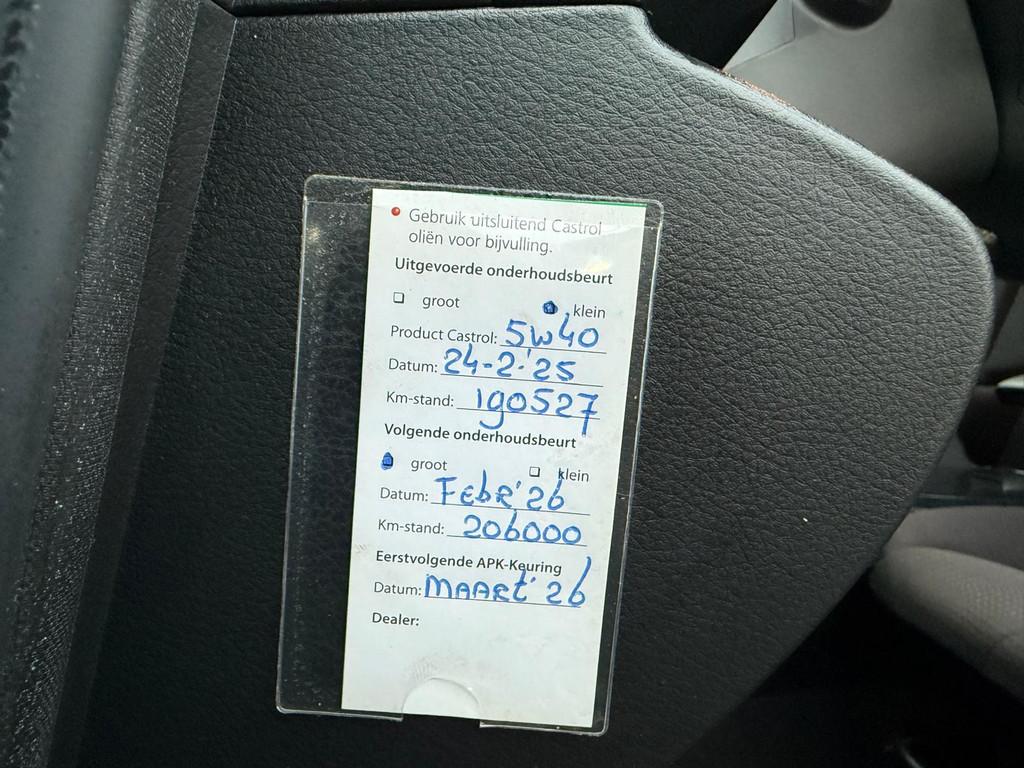 Gebruik uitsluitend Castrol
oliën voor bijvulling.
Uitgevoerde onderhoudsbeurt
groot klein
Product Castrol: 5W40
Datum: 24-2-'25
Km-stand: 190527
Volgende onderhoudsbeurt
groot klein
Datum: Febr'26
Km-stand: 206000
Eerstvolgende APK-Keuring
Datum: MAART'26
Dealer: